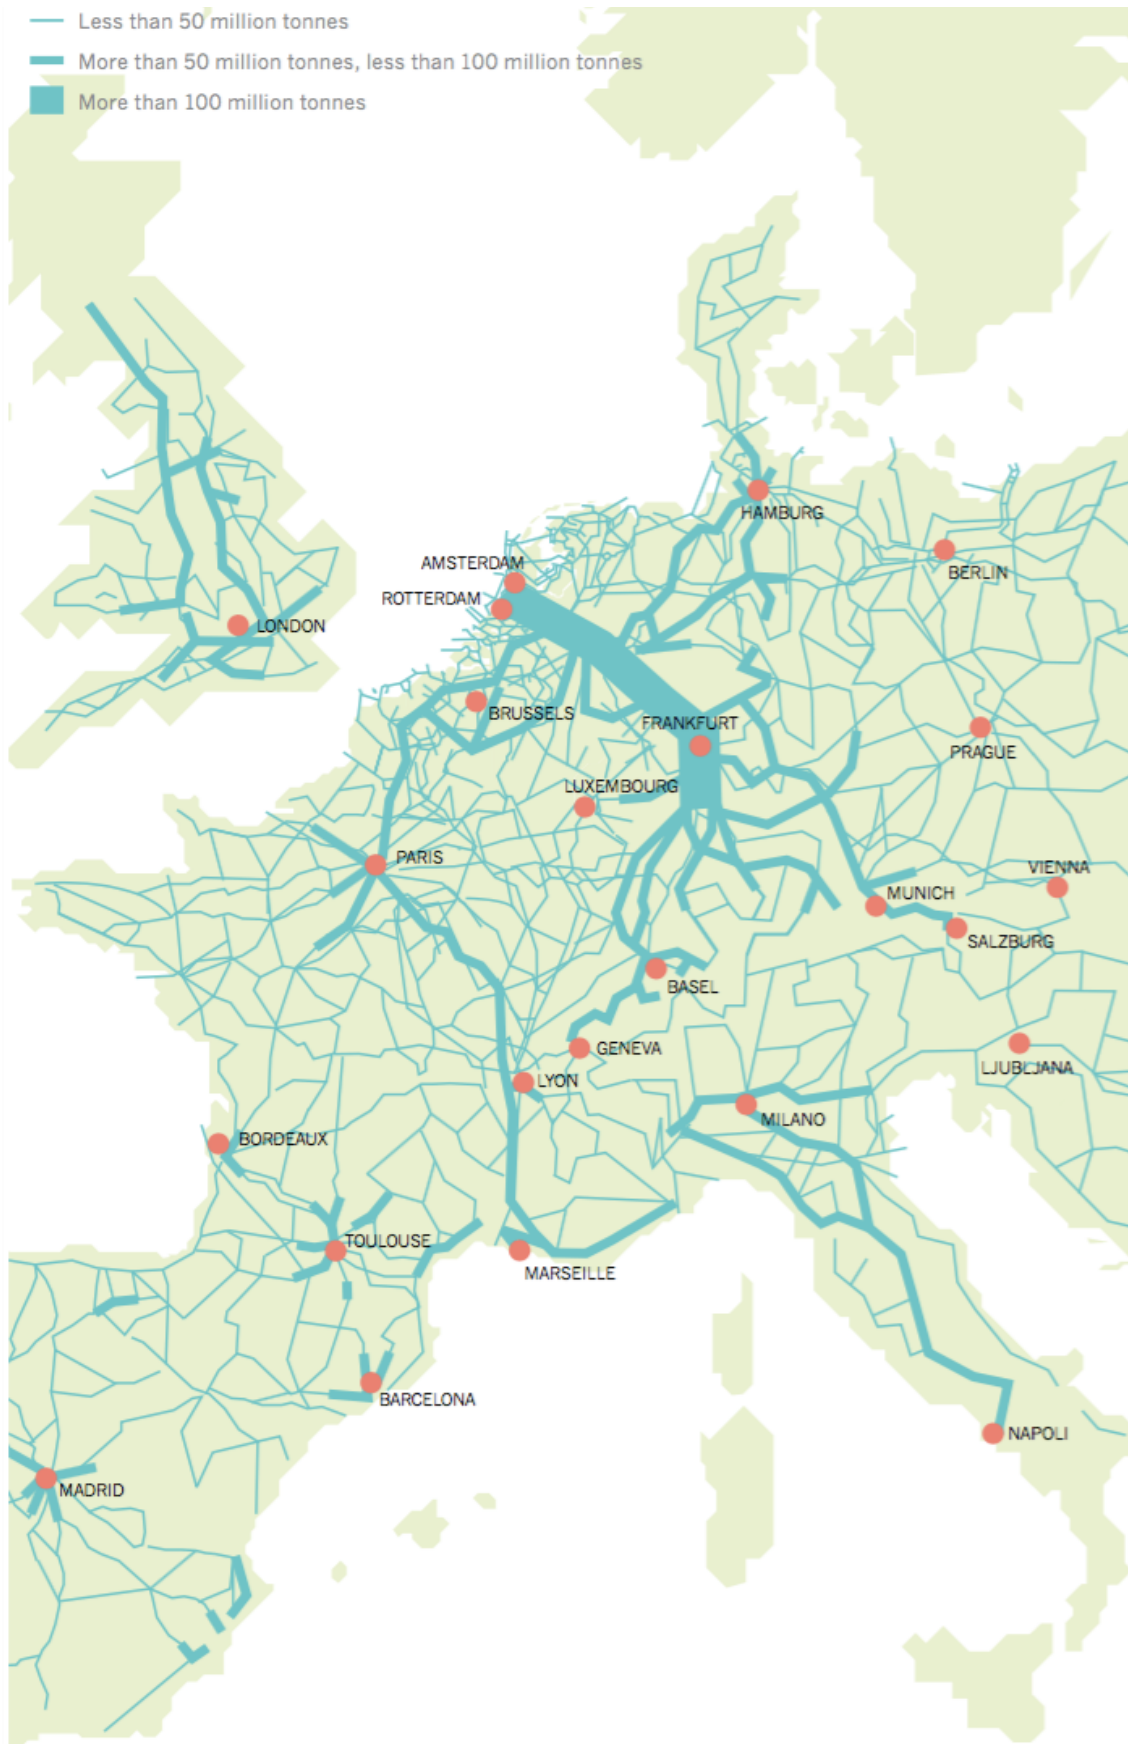 Less than 50 million tonnes
More than 50 million tonnes, less than 100 million tonnes
More than 100 million tonnes
HAMBURG
AMSTERDAM
BERLIN
ROTTERDAM
LONDON
BRUSSELS
FRANKFURT
PRAGUE
LUXEMBOURG
PARIS
VIENNA
MUNICH
SALZBURG
BASEL
GENEVA
LJUBLJANA
LYON
MILANO
BORDEAUX
TOULOUSE
MARSEILLE
BARCELONA
NAPOLI
MADRID